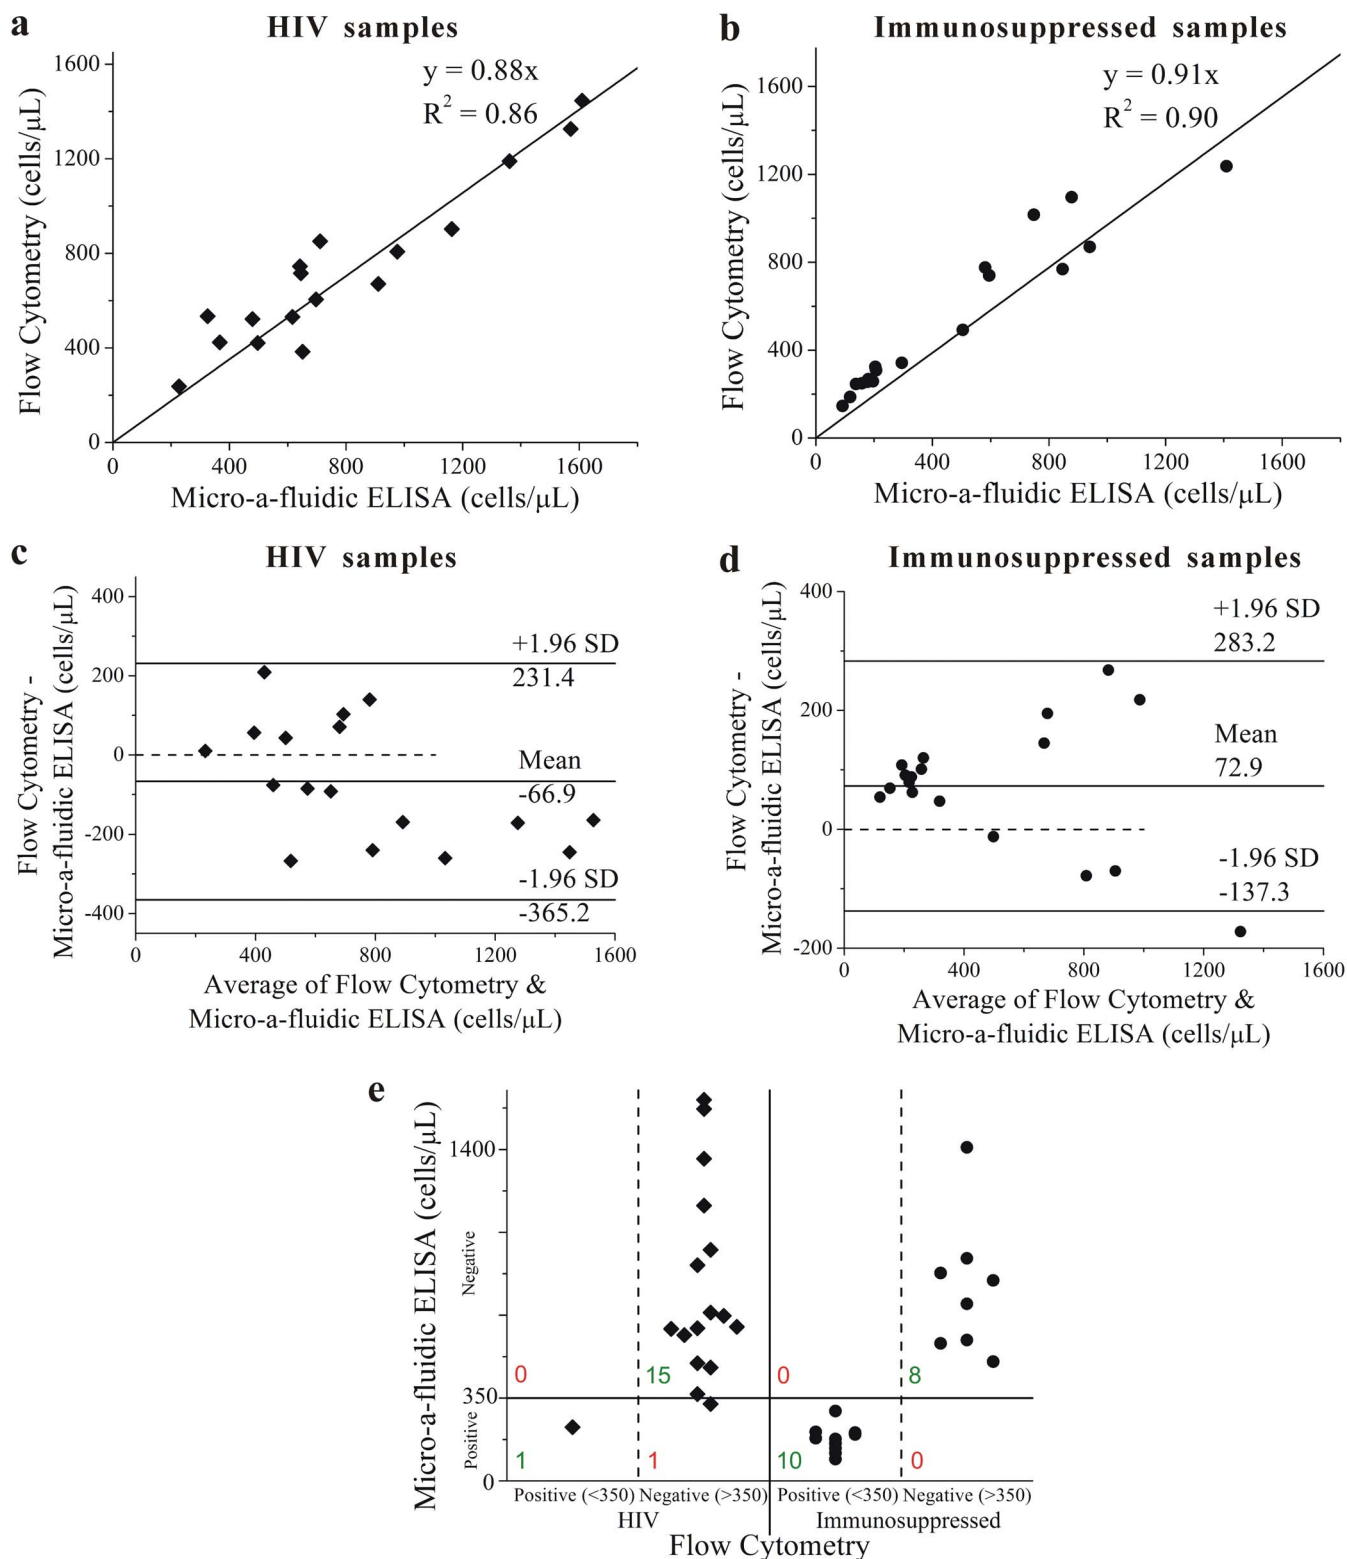 a
HIV samples
y = 0.88x
R² = 0.86
1600
1200
800
400
0
0 400 800 1200 1600
Flow Cytometry (cells/µL)
Micro-a-fluidic ELISA (cells/µL)
b
Immunosuppressed samples
y = 0.91x
R² = 0.90
1600
1200
800
400
0
0 400 800 1200 1600
Flow Cytometry (cells/µL)
Micro-a-fluidic ELISA (cells/µL)
c
HIV samples
400
200
0
-200
-400
+1.96 SD
231.4
Mean
-66.9
-1.96 SD
-365.2
0 400 800 1200 1600
Flow Cytometry -
Micro-a-fluidic ELISA (cells/µL)
Average of Flow Cytometry &
Micro-a-fluidic ELISA (cells/µL)
d
Immunosuppressed samples
400
200
0
-200
+1.96 SD
283.2
Mean
72.9
-1.96 SD
-137.3
0 400 800 1200 1600
Flow Cytometry -
Micro-a-fluidic ELISA (cells/µL)
Average of Flow Cytometry &
Micro-a-fluidic ELISA (cells/µL)
e
Micro-a-fluidic ELISA (cells/µL)
Negative
Positive
1400
350
0
0 15 0 8
1 1 10 0
Positive (<350) Negative (>350) Positive (<350) Negative (>350)
HIV Immunosuppressed
Flow Cytometry